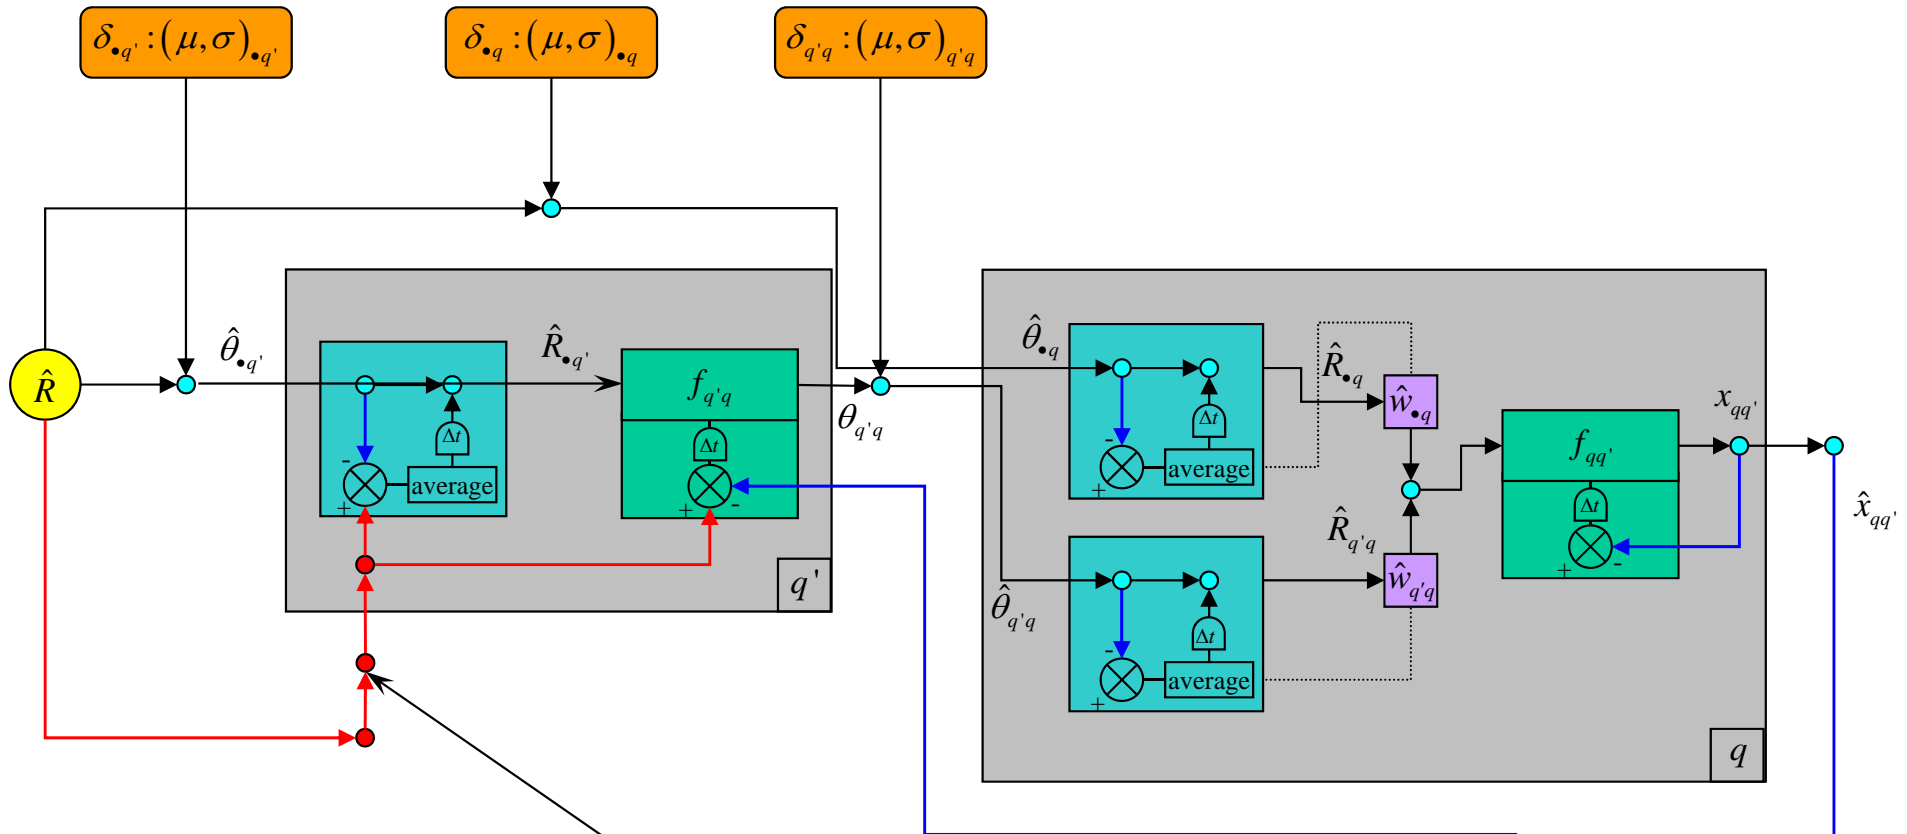 δ•q' : (μ,σ)•q'
δ•q : (μ,σ)•q
δq'q : (μ,σ)q'q
R̂
θ̂•q'
R̂•q'
fq'q
Δt
Δt
-
+
average
+
-
q'
θq'q
θ̂•q
θ̂q'q
Δt
-
+
average
R̂•q
ŵ•q
Δt
-
+
average
R̂q'q
ŵq'q
fqq'
Δt
+
-
xqq'
x̂qq'
q